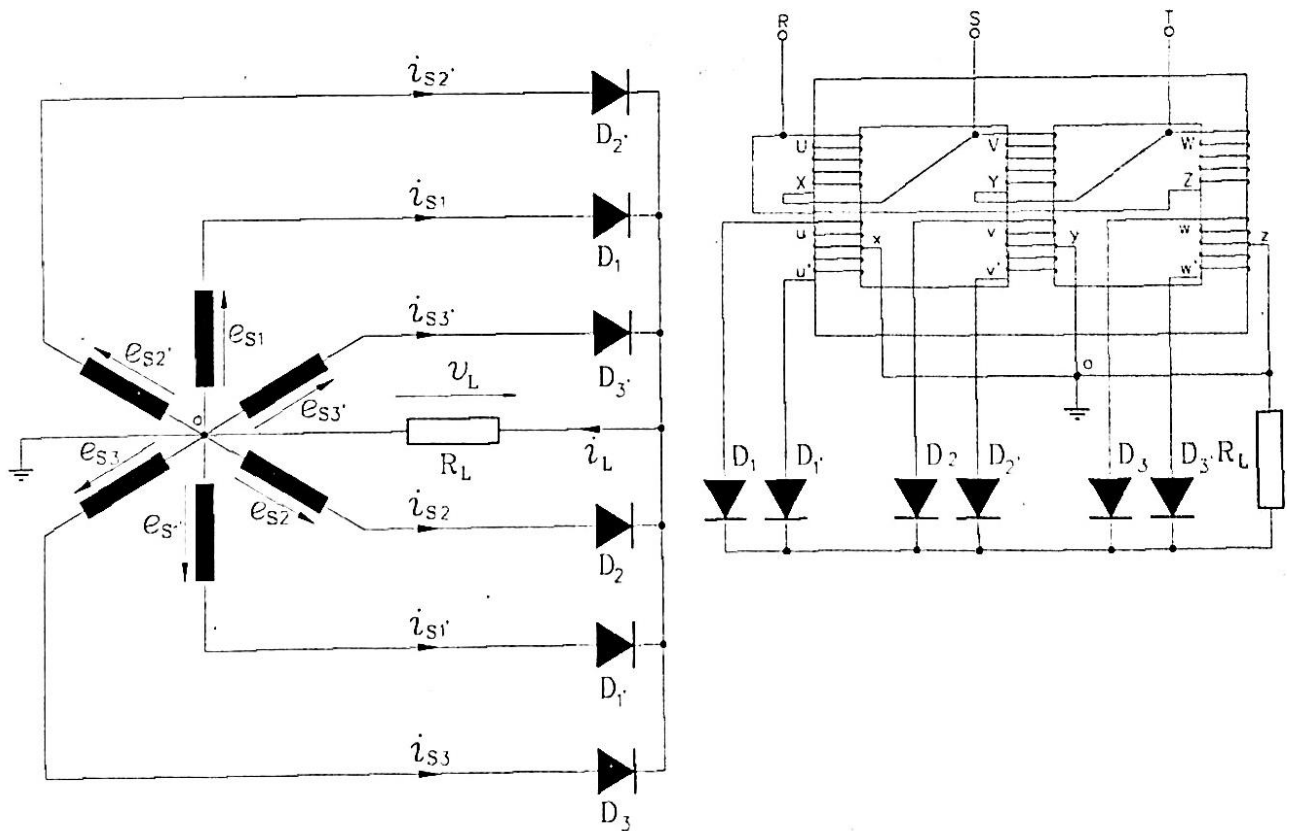 i_{S2'}
D_{2'}
i_{S1}
D_1
e_{S1}
i_{S3'}
D_{3'}
e_{S2'}
e_{S3'}
v_L
o
R_L
i_L
e_{S3}
e_{S2}
i_{S2}
D_2
i_{S1'}
D_{1'}
i_{S3}
D_3
R S T
U V W
X Y Z
u v w
x y z
u' v' w'
o
D_1 D_{1'} D_2 D_{2'} D_3 D_{3'} R_L